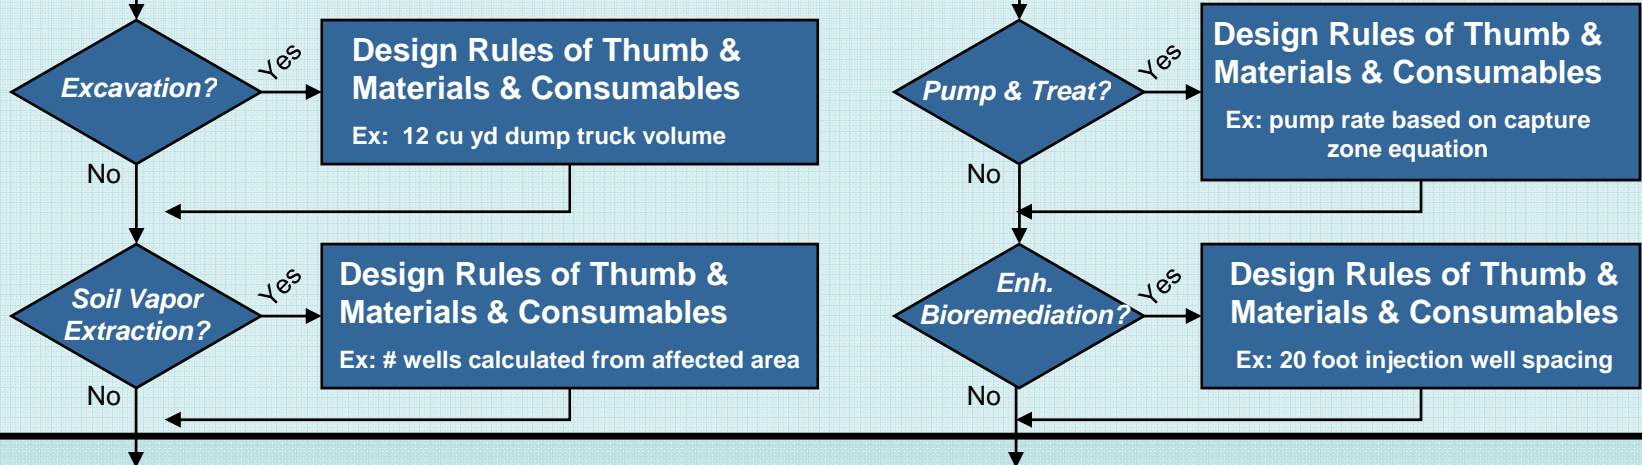 Excavation?
Yes
No
Design Rules of Thumb &
Materials & Consumables
Ex: 12 cu yd dump truck volume
Soil Vapor
Extraction?
Yes
No
Design Rules of Thumb &
Materials & Consumables
Ex: # wells calculated from affected area
Pump & Treat?
Yes
No
Design Rules of Thumb &
Materials & Consumables
Ex: pump rate based on capture
zone equation
Enh.
Bioremediation?
Yes
No
Design Rules of Thumb &
Materials & Consumables
Ex: 20 foot injection well spacing